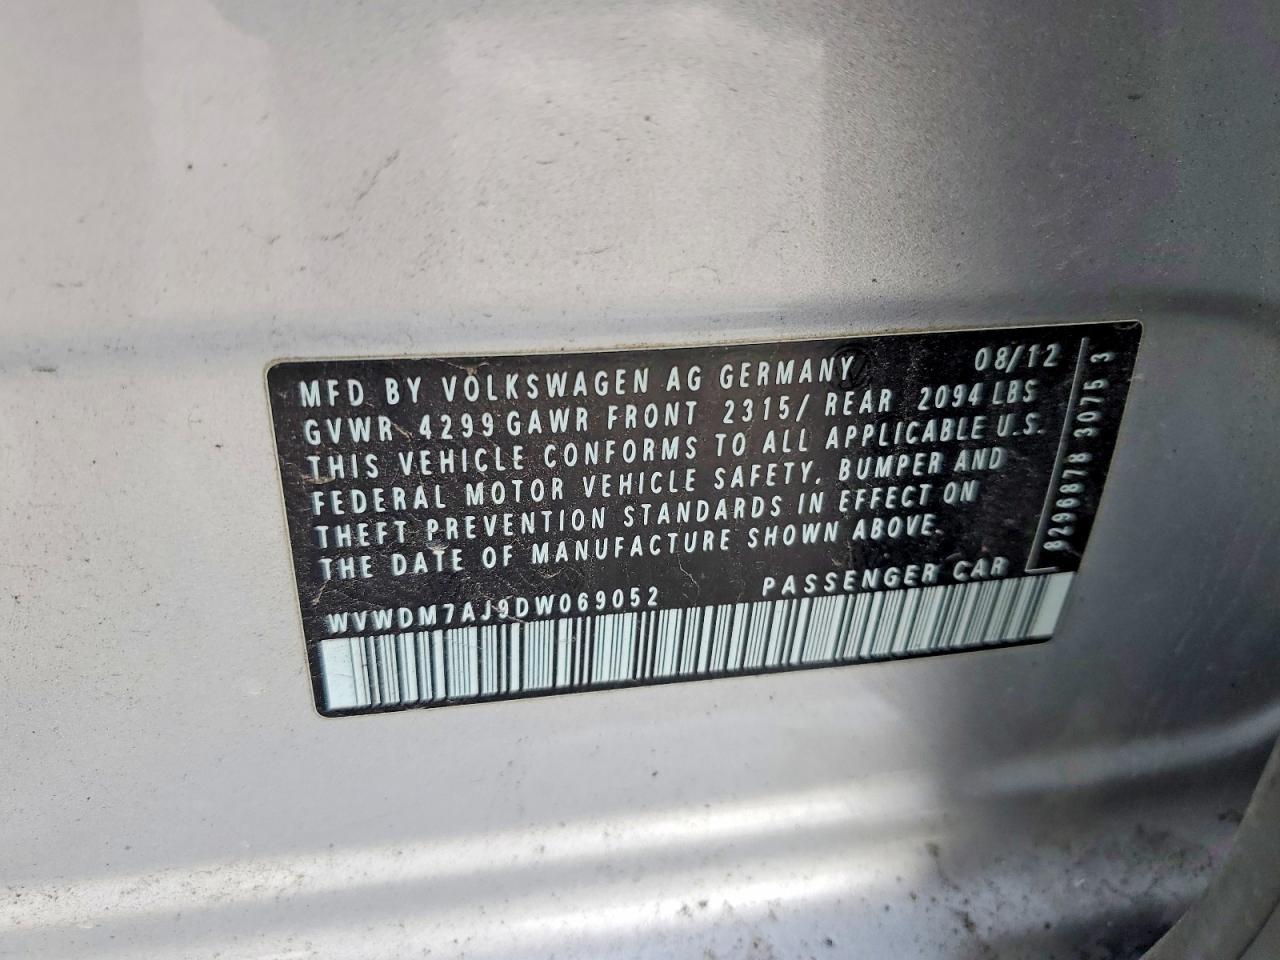 MFD BY VOLKSWAGEN AG GERMANY 08/12
GVWR 4299 GAWR FRONT 2315/ REAR 2094 LBS
THIS VEHICLE CONFORMS TO ALL APPLICABLE U.S.
FEDERAL MOTOR VEHICLE SAFETY, BUMPER AND
THEFT PREVENTION STANDARDS IN EFFECT ON
THE DATE OF MANUFACTURE SHOWN ABOVE.
WVWDM7AJ9DW069052 PASSENGER CAR
8296878 3075 3